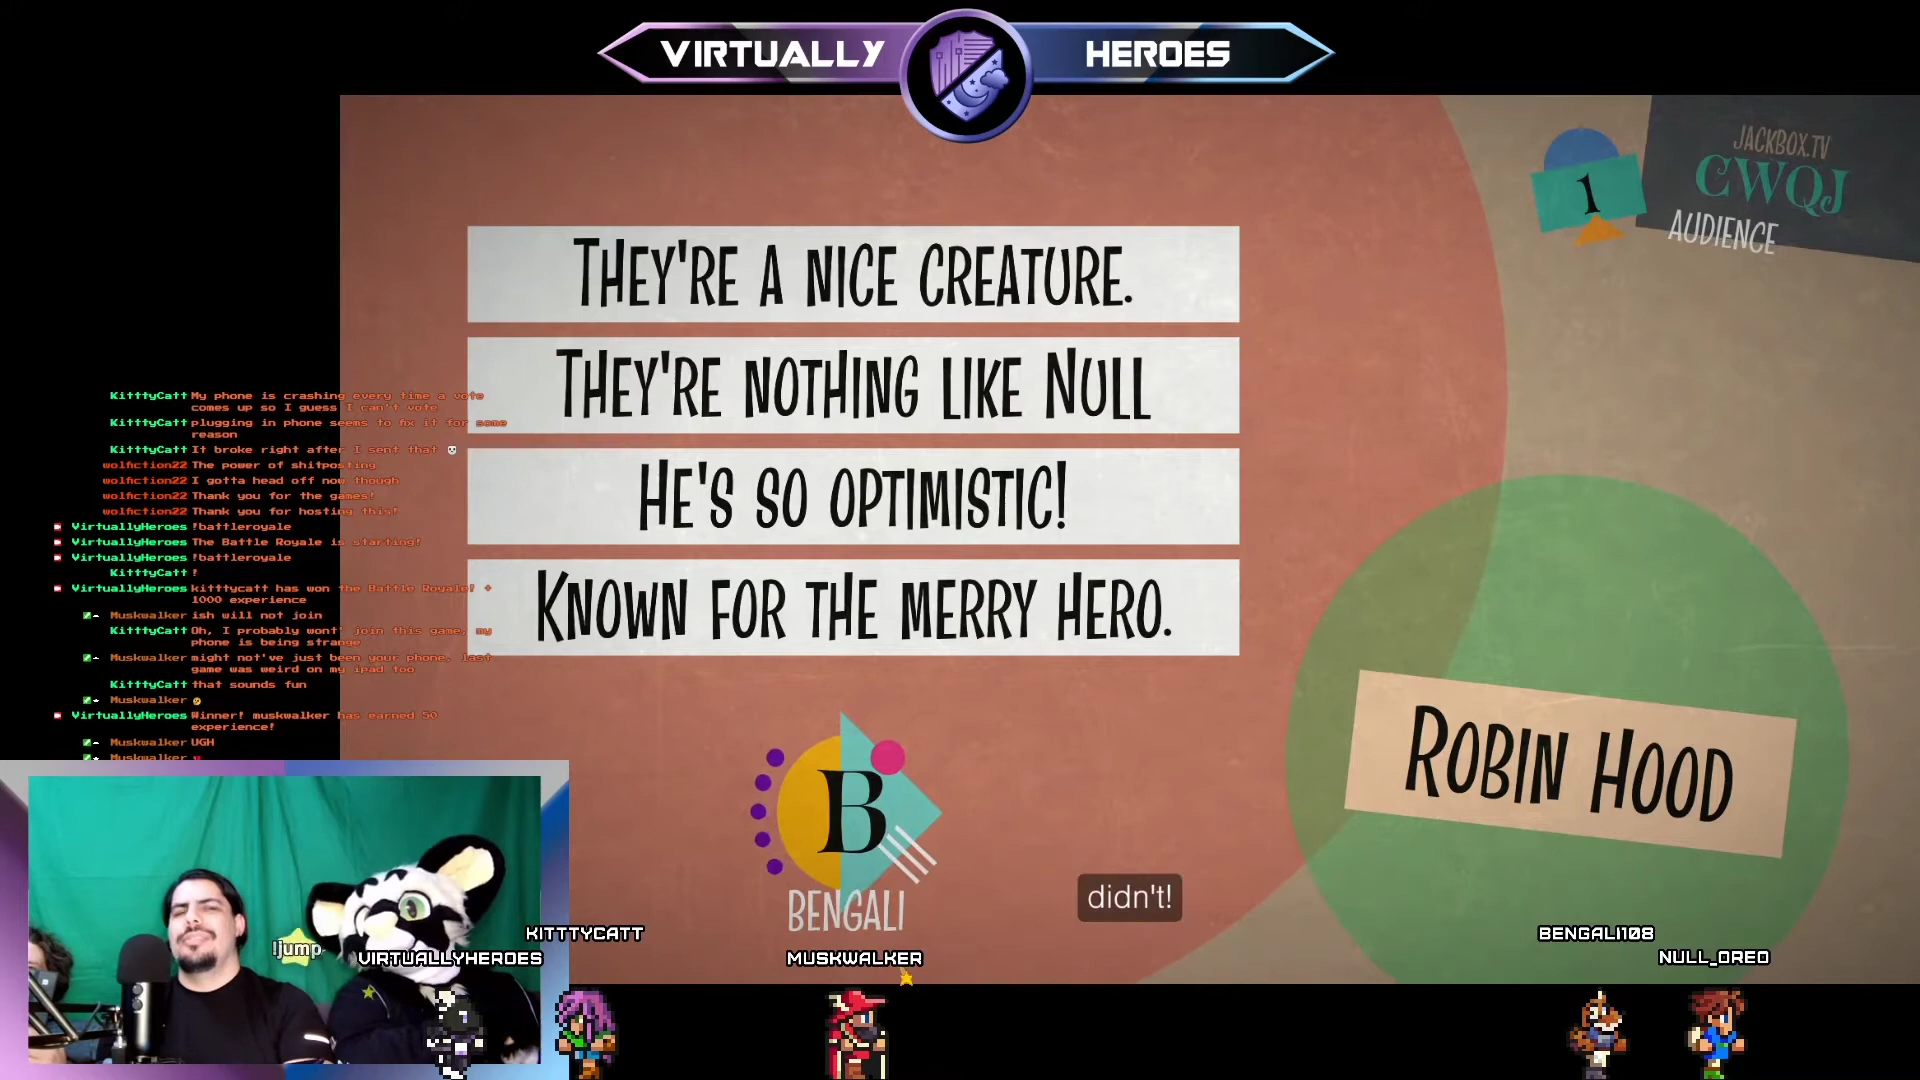 VIRTUALLY HEROES
JACKBOX.TV
CWQJ
AUDIENCE
1
THEY'RE A NICE CREATURE.
THEY'RE NOTHING LIKE NULL
HE'S SO OPTIMISTIC!
KNOWN FOR THE MERRY HERO.
ROBIN HOOD
KitttyCatt My phone is crashing every time a vote
comes up so I guess I can't vote
KitttyCatt plugging in phone seems to fix it for some
reason
KitttyCatt It broke right after I sent that
wolfiction22 The power of shitposting
wolfiction22 I gotta head off now though
wolfiction22 Thank you for the games!
wolfiction22 Thank you for hosting this!
VirtuallyHeroes !battleroyale
VirtuallyHeroes The Battle Royale is starting!
VirtuallyHeroes !battleroyale
KitttyCatt !
VirtuallyHeroes kitttycatt has won the Battle Royale! +
1000 experience
Muskwalker ish will not join
KitttyCatt Oh, I probably wont' join this game, my
phone is being strange
Muskwalker might not've just been your phone. last
game was weird on my ipad too
KitttyCatt that sounds fun
Muskwalker
VirtuallyHeroes Winner! muskwalker has earned 50
experience!
Muskwalker UGH
Muskwalker
B
BENGALI
didn't!
!jump
KITTTYCATT
VIRTUALLYHEROES
MUSKWALKER
BENGALI108
NULL_OREO